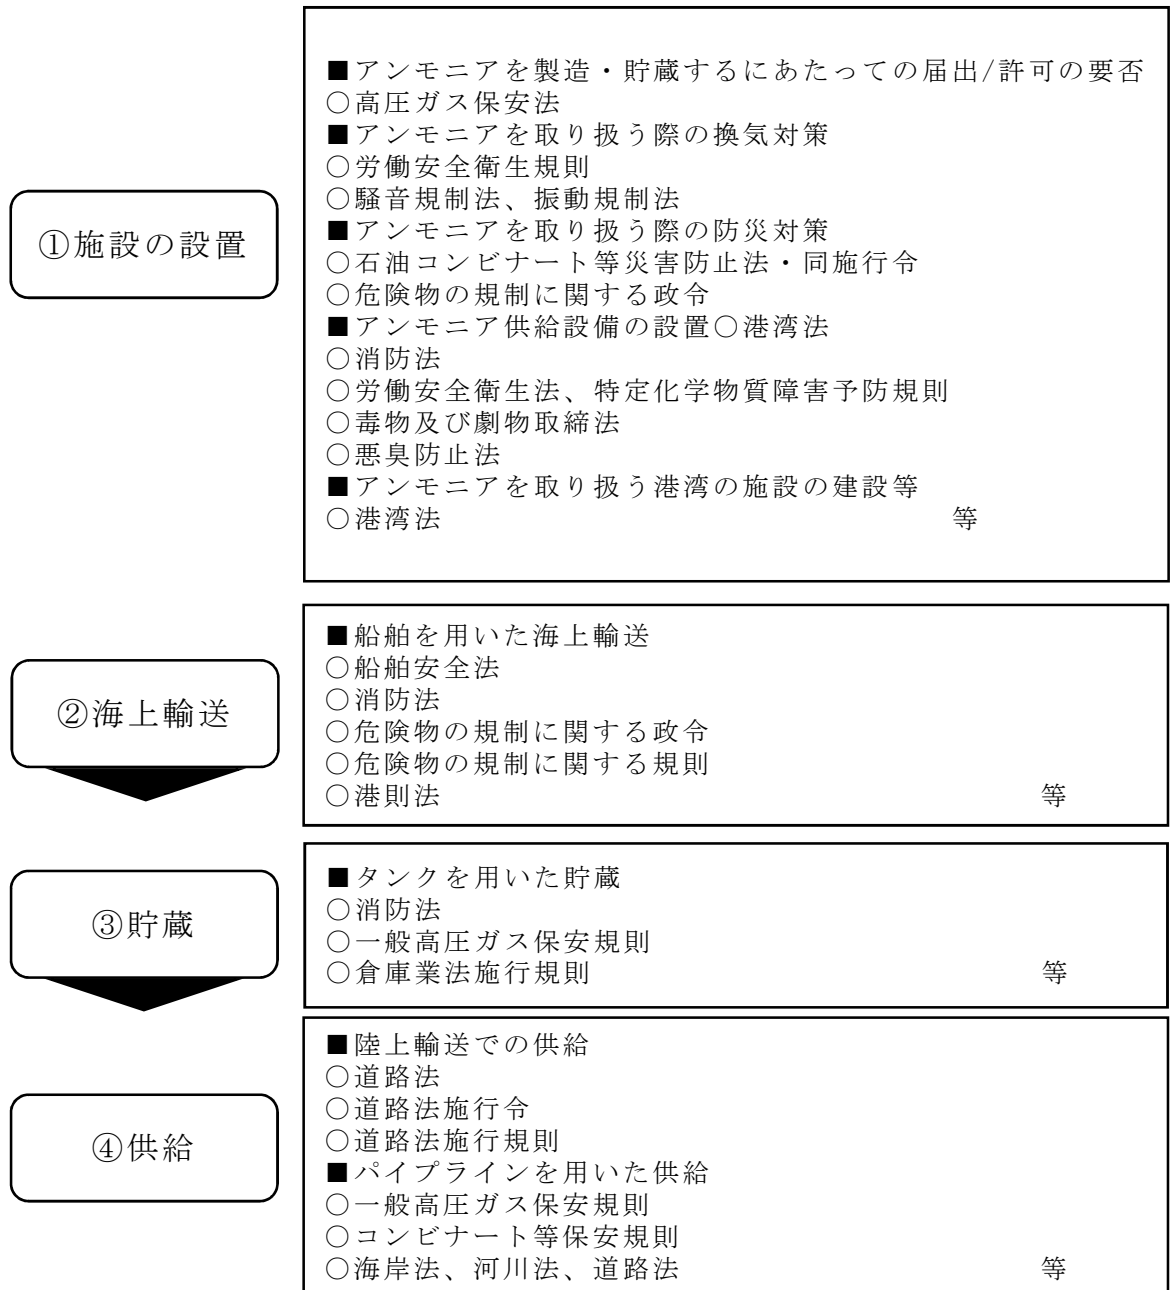 ①施設の設置
■アンモニアを製造・貯蔵するにあたっての届出/許可の要否
○高圧ガス保安法
■アンモニアを取り扱う際の換気対策
○労働安全衛生規則
○騒音規制法、振動規制法
■アンモニアを取り扱う際の防災対策
○石油コンビナート等災害防止法・同施行令
○危険物の規制に関する政令
■アンモニア供給設備の設置○港湾法
○消防法
○労働安全衛生法、特定化学物質障害予防規則
○毒物及び劇物取締法
○悪臭防止法
■アンモニアを取り扱う港湾の施設の建設等
○港湾法 等
②海上輸送
■船舶を用いた海上輸送
○船舶安全法
○消防法
○危険物の規制に関する政令
○危険物の規制に関する規則
○港則法 等
③貯蔵
■タンクを用いた貯蔵
○消防法
○一般高圧ガス保安規則
○倉庫業法施行規則 等
④供給
■陸上輸送での供給
○道路法
○道路法施行令
○道路法施行規則
■パイプラインを用いた供給
○一般高圧ガス保安規則
○コンビナート等保安規則
○海岸法、河川法、道路法 等